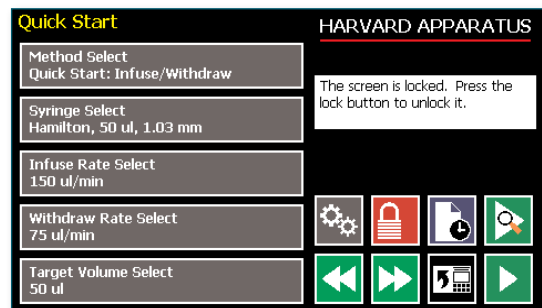 Quick Start
HARVARD APPARATUS
Method Select
Quick Start: Infuse/Withdraw
Syringe Select
Hamilton, 50 ul, 1.03 mm
Infuse Rate Select
150 ul/min
Withdraw Rate Select
75 ul/min
Target Volume Select
50 ul
The screen is locked. Press the
lock button to unlock it.